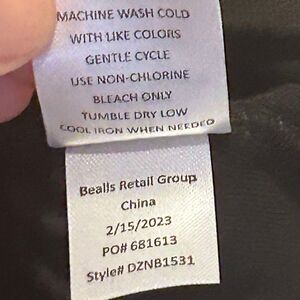 MACHINE WASH COLD
WITH LIKE COLORS
GENTLE CYCLE
USE NON-CHLORINE
BLEACH ONLY
TUMBLE DRY LOW
COOL IRON WHEN NEEDED
Bealls Retail Group
China
2/15/2023
PO# 681613
Style# DZNB1531